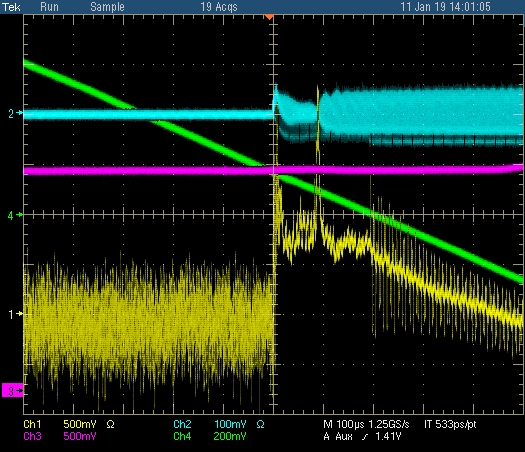 Tek Run Sample 19 Acqs 11 Jan 19 14:01:05
2
4
1
3
Ch1 500mV Ω Ch2 100mV Ω M 100µs 1.25GS/s IT 533ps/pt
Ch3 500mV Ch4 200mV A Aux ⁄ 1.41V